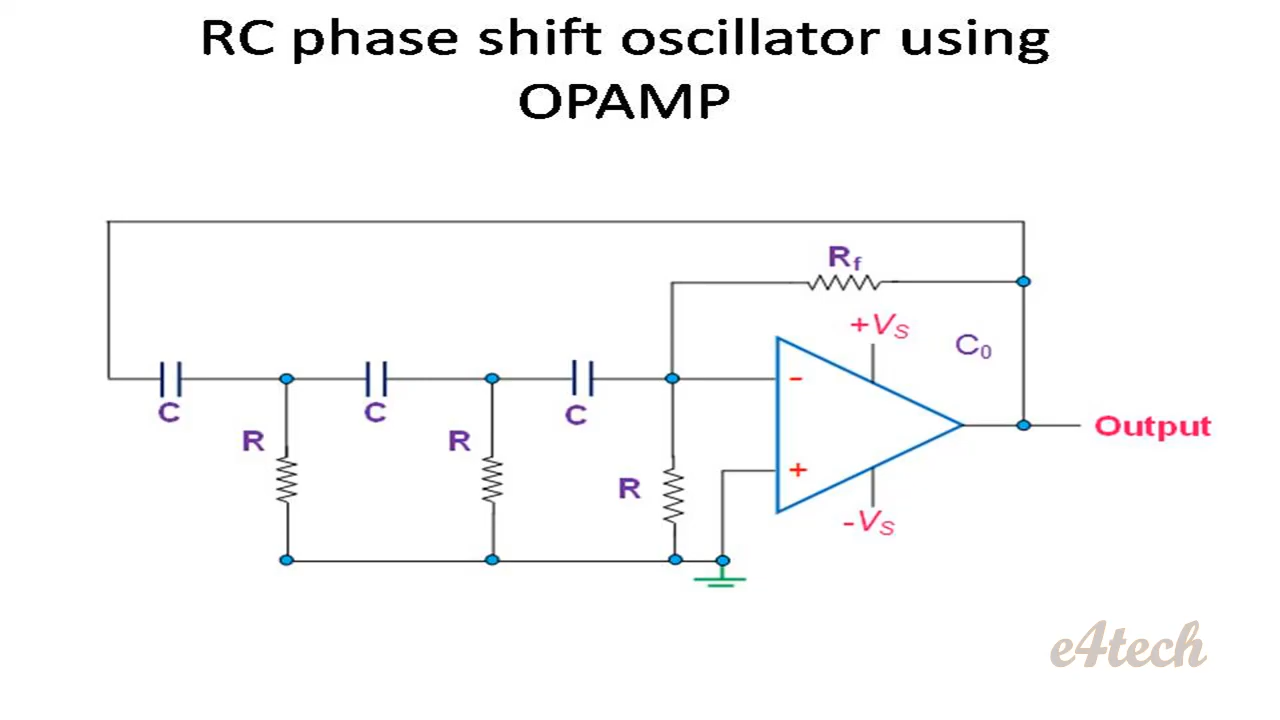 RC phase shift oscillator using
OPAMP
Rf
+VS
C0
-
C
C
C
Output
R
R
+
R
-VS
e4tech